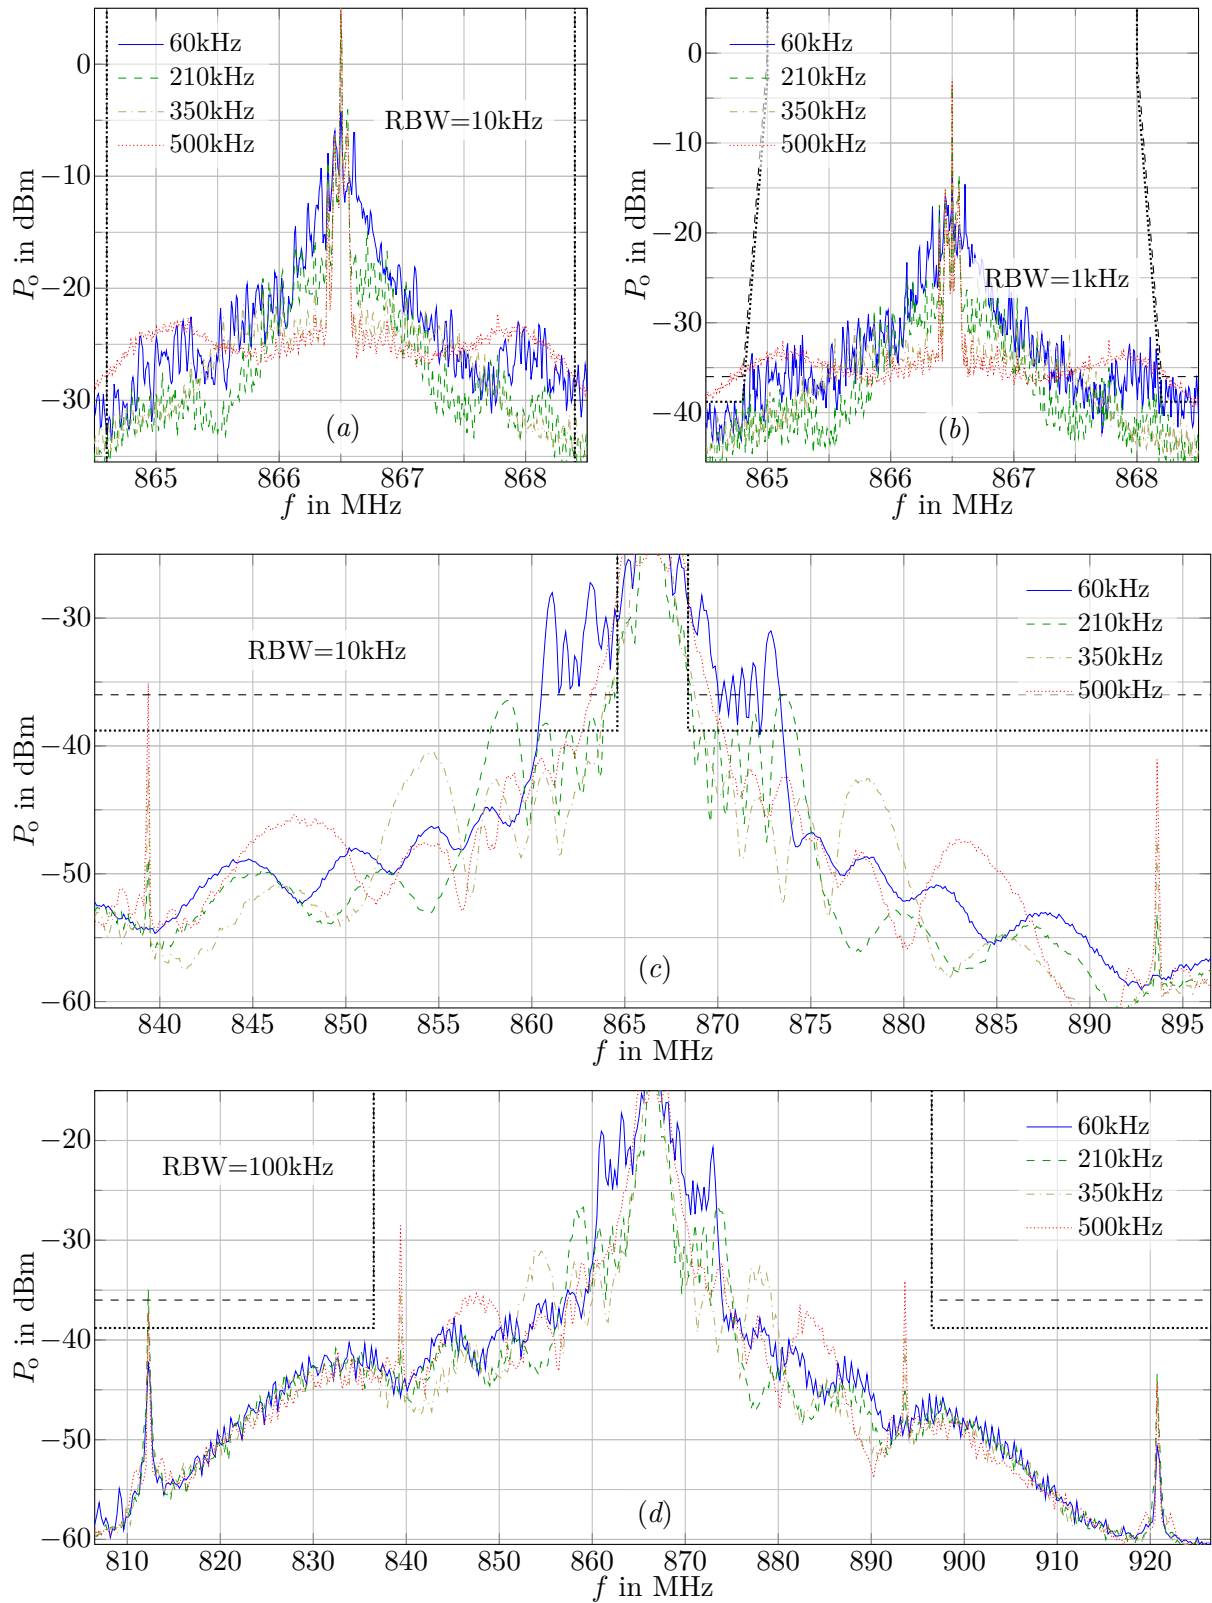 0
−10
−20
−30
P_o in dBm
60kHz
210kHz
350kHz
500kHz
RBW=10kHz
(a)
865 866 867 868
f in MHz
0
−10
−20
−30
−40
P_o in dBm
60kHz
210kHz
350kHz
500kHz
RBW=1kHz
(b)
865 866 867 868
f in MHz
−30
−40
−50
−60
P_o in dBm
RBW=10kHz
60kHz
210kHz
350kHz
500kHz
(c)
840 845 850 855 860 865 870 875 880 885 890 895
f in MHz
−20
−30
−40
−50
−60
P_o in dBm
RBW=100kHz
60kHz
210kHz
350kHz
500kHz
(d)
810 820 830 840 850 860 870 880 890 900 910 920
f in MHz